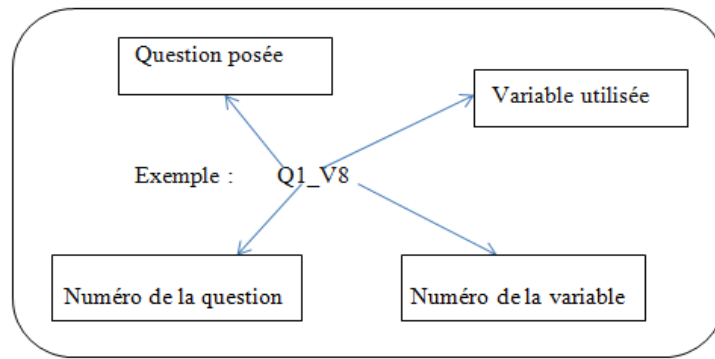 Question posée
Variable utilisée
Exemple : Q1_V8
Numéro de la question
Numéro de la variable